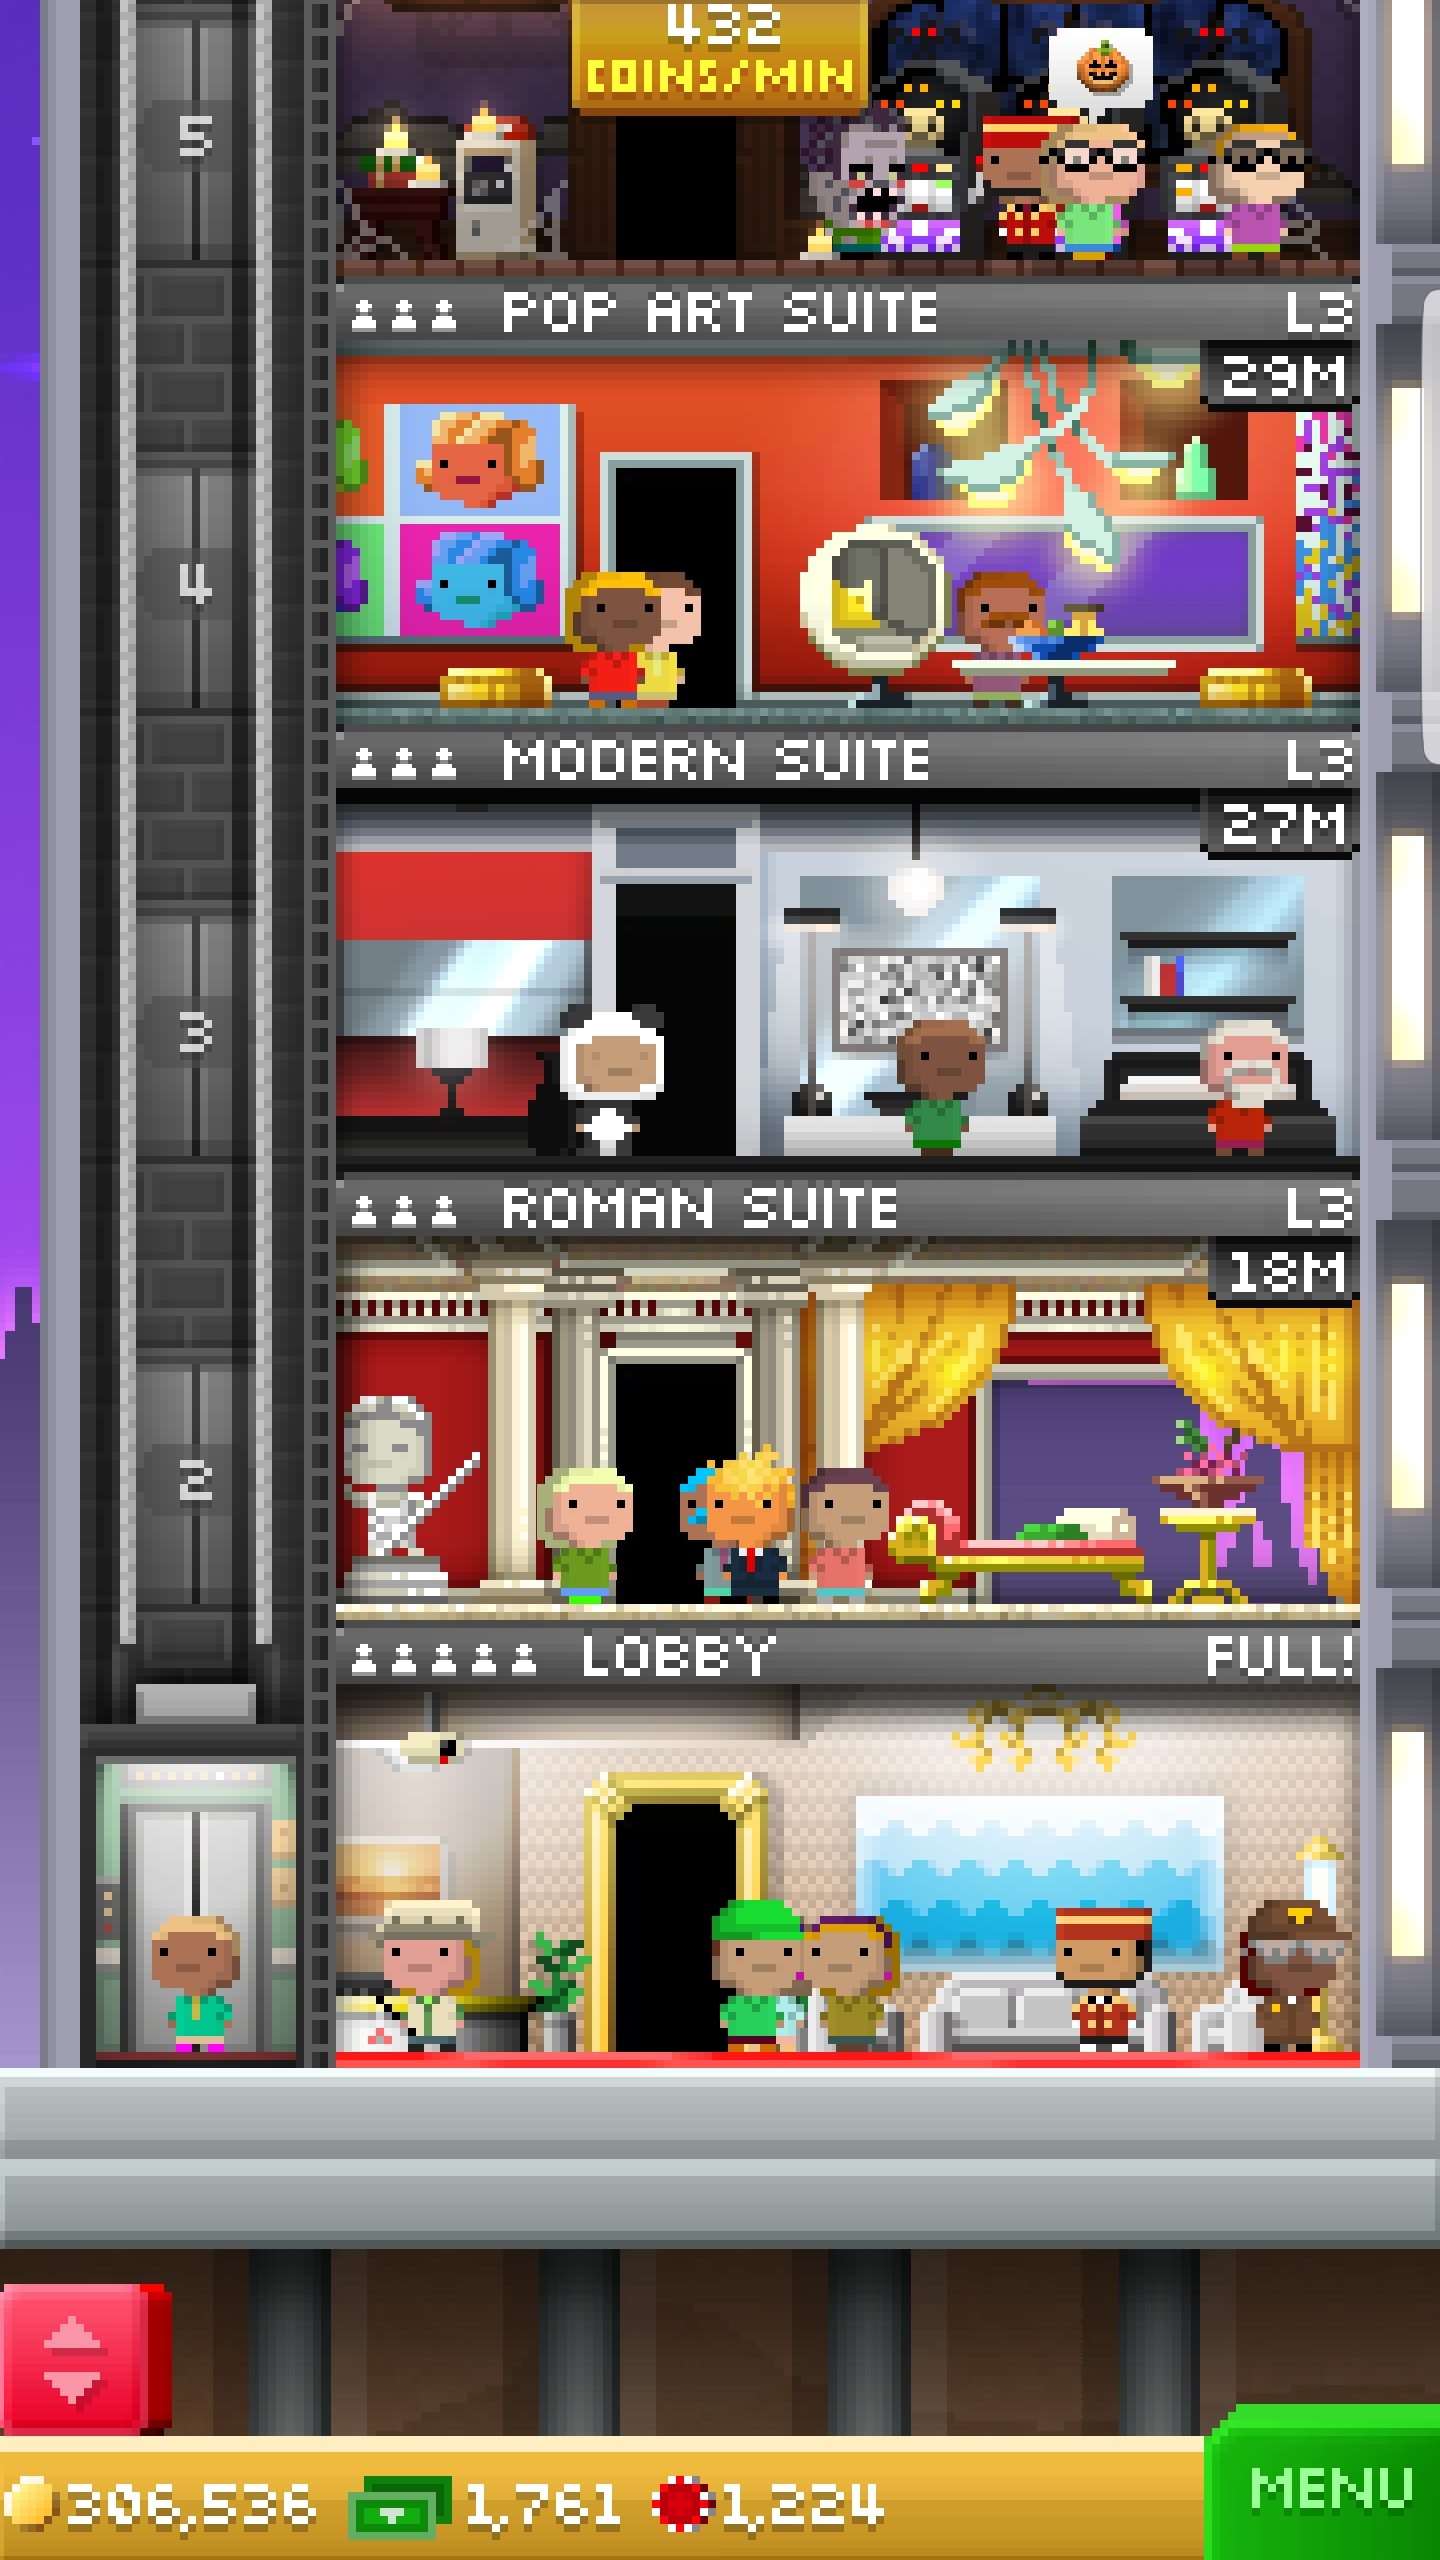 432
COINS/MIN
5
POP ART SUITE L3
29M
4
MODERN SUITE L3
27M
3
ROMAN SUITE L3
18M
2
LOBBY FULL!
306,536 1,761 1,224
MENU